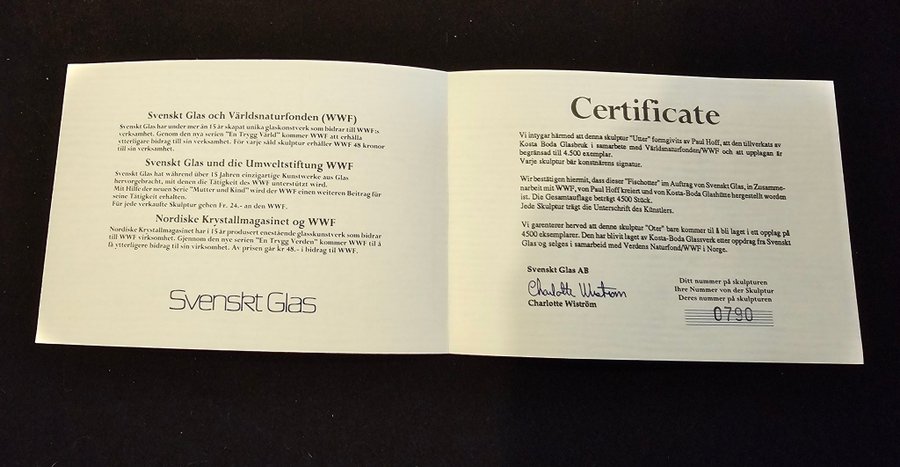 Svenskt Glas och Världsnaturfonden (WWF)
Svenskt Glas har under mer än 15 år skapat unika glaskonstverk som bidrar till WWF:s
verksamhet. Genom den nya serien "En Trygg Värld" kommer WWF att erhålla
ytterligare bidrag till sin verksamhet. För varje såld skulptur erhåller WWF 48 kronor
till sin verksamhet.
Svenskt Glas und die Umweltstiftung WWF
Svenskt Glas hat während über 15 Jahren einzigartige Kunstwerke aus Glas
hervorgebracht, mit denen die Tätigkeit des WWF unterstützt wird.
Mit Hilfe der neuen Serie "Mutter und Kind" wird der WWF einen weiteren Beitrag für
seine Tätigkeit erhalten.
Für jede verkaufte Skulptur gehen Fr. 24.- an den WWF.
Nordiske Krystallmagasinet og WWF
Nordiske Krystallmagasinet har i 15 år produsert enestående glasskunstverk som bidrar
till WWF virksomhet. Gjennom den nye serien "En Trygg Verden" kommer WWF til å
få ytterligere bidrag til sin virksomhet. Av prisen går kr 48.- i bidrag til WWF.
Svenskt Glas
Certificate
Vi intygar härmed att denna skulptur "Utter" formgivits av Paul Hoff, att den tillverkats av
Kosta Boda Glasbruk i samarbete med Världsnaturfonden/WWF och att upplagan är
begränsad till 4.500 exemplar.
Varje skulptur bär konstnärens signatur.
Wir bestätigen hiermit, dass dieser "Fischotter" im Auftrag von Svenskt Glas, in Zusamme-
narbeit mit WWF, von Paul Hoff kreiert und von Kosta-Boda Glashütte hergestellt worden
ist. Die Gesamtauflage beträgt 4500 Stück.
Jede Skulptur trägt die Unterschrift des Künstlers.
Vi garenterer herved att denne skulptur "Oter" bare kommer til å bli laget i ett opplag på
4500 eksemplarer. Den har blivit laget av Kosta-Boda Glassverk etter oppdrag fra Svenskt
Glas og selges i samarbeid med Verdens Naturfond/WWF i Norge.
Svenskt Glas AB
Charlotte Wiström
Charlotte Wiström
Ditt nummer på skulpturen
Ihre Nummer von der Skulptur
Deres nummer på skulpturen
0790